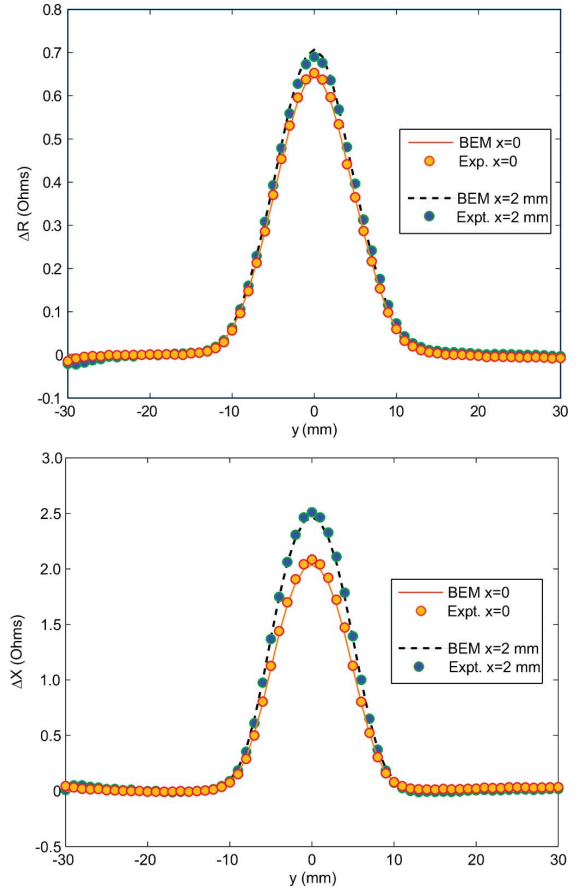 0.8
0.7
0.6
0.5
0.4
0.3
0.2
0.1
0
-0.1
ΔR (Ohms)
BEM x=0
Exp. x=0
BEM x=2 mm
Expt. x=2 mm
-30 -20 -10 0 10 20 30
y (mm)
3.0
2.5
2.0
1.5
1.0
0.5
0
-0.5
ΔX (Ohms)
BEM x=0
Expt. x=0
BEM x=2 mm
Expt. x=2 mm
-30 -20 -10 0 10 20 30
y (mm)